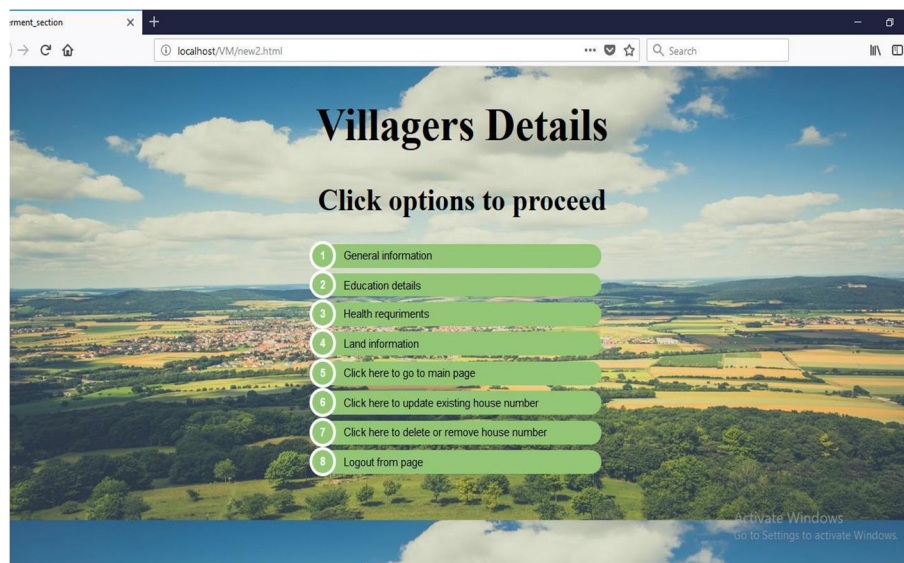 erment_section
localhost/VM/new2.html
Search
Villagers Details
Click options to proceed
1 General information
2 Education details
3 Health requriments
4 Land information
5 Click here to go to main page
6 Click here to update existing house number
7 Click here to delete or remove house number
8 Logout from page
Activate Windows
Go to Settings to activate Windows.